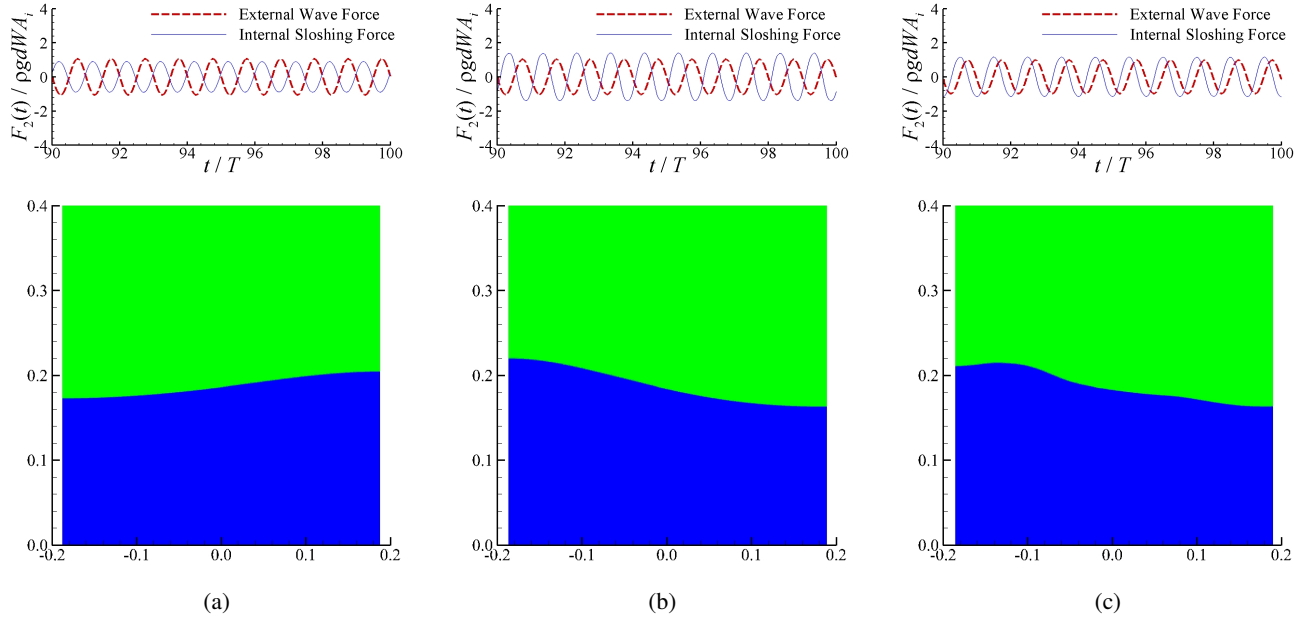 External Wave Force
Internal Sloshing Force
F₂(t) / ρgdWAᵢ
4
2
0
-2
-4
90 92 94 96 98 100
t / T
External Wave Force
Internal Sloshing Force
F₂(t) / ρgdWAᵢ
4
2
0
-2
-4
90 92 94 96 98 100
t / T
External Wave Force
Internal Sloshing Force
F₂(t) / ρgdWAᵢ
4
2
0
-2
-4
90 92 94 96 98 100
t / T
0.4
0.3
0.2
0.1
0.0
-0.2 -0.1 0.0 0.1 0.2
0.4
0.3
0.2
0.1
0.0
-0.2 -0.1 0.0 0.1 0.2
0.4
0.3
0.2
0.1
0.0
-0.2 -0.1 0.0 0.1 0.2
(a)
(b)
(c)